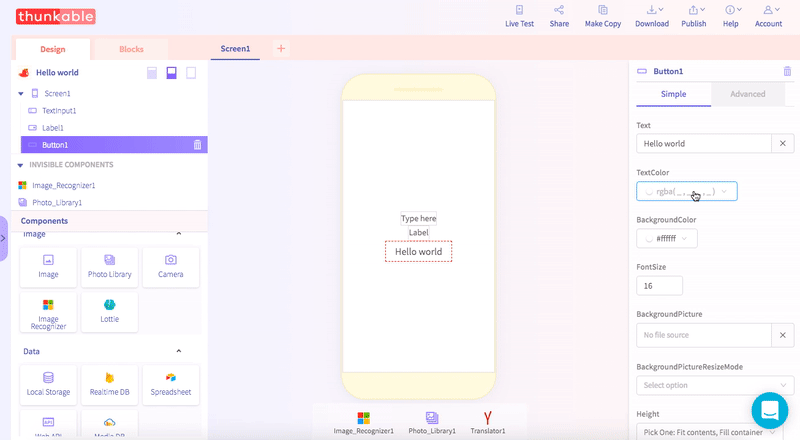 thunkable
Live Test
Share
Make Copy
Download
Publish
Help
Account
Design
Blocks
Screen1
Hello world
Screen1
TextInput1
Label1
Button1
INVISIBLE COMPONENTS
Image_Recognizer1
Photo_Library1
Components
Image
Image
Photo Library
Camera
Image
Recognizer
Lottie
Data
Local Storage
Realtime DB
Spreadsheet
Web API
Media DB
Type here
Label
Hello world
Image_Recognizer1
Photo_Library1
Translator1
Button1
Simple
Advanced
Text
Hello world
TextColor
rgba( _ , _ , _ , _ )
BackgroundColor
#ffffff
FontSize
16
BackgroundPicture
No file source
BackgroundPictureResizeMode
Select option
Height
Pick One: Fit contents, Fill container